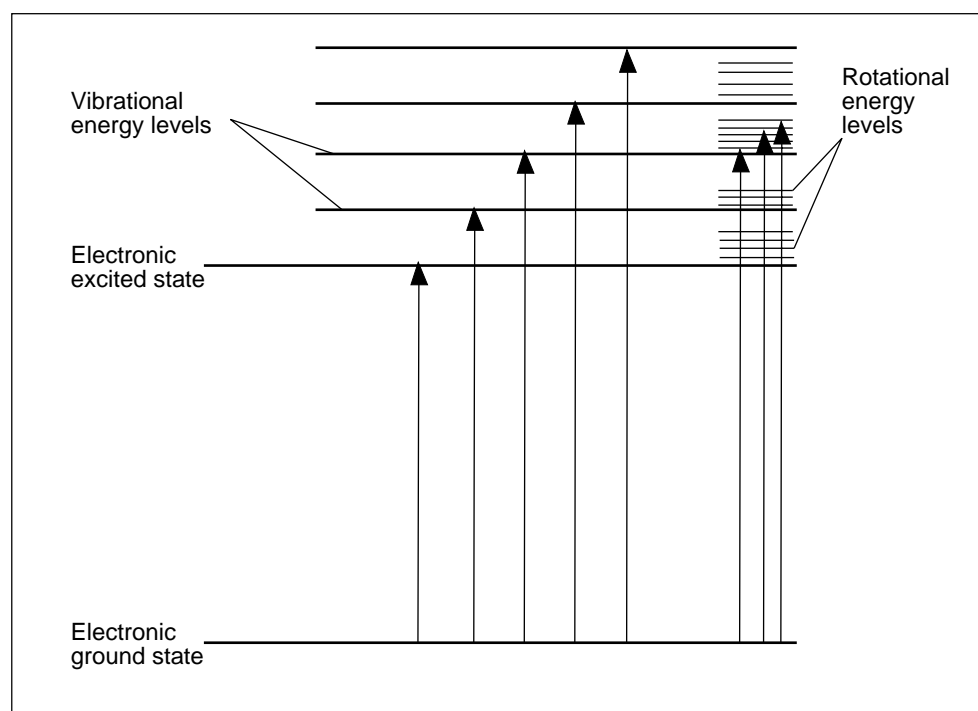 Vibrational
energy levels
Rotational
energy
levels
Electronic
excited state
Electronic
ground state